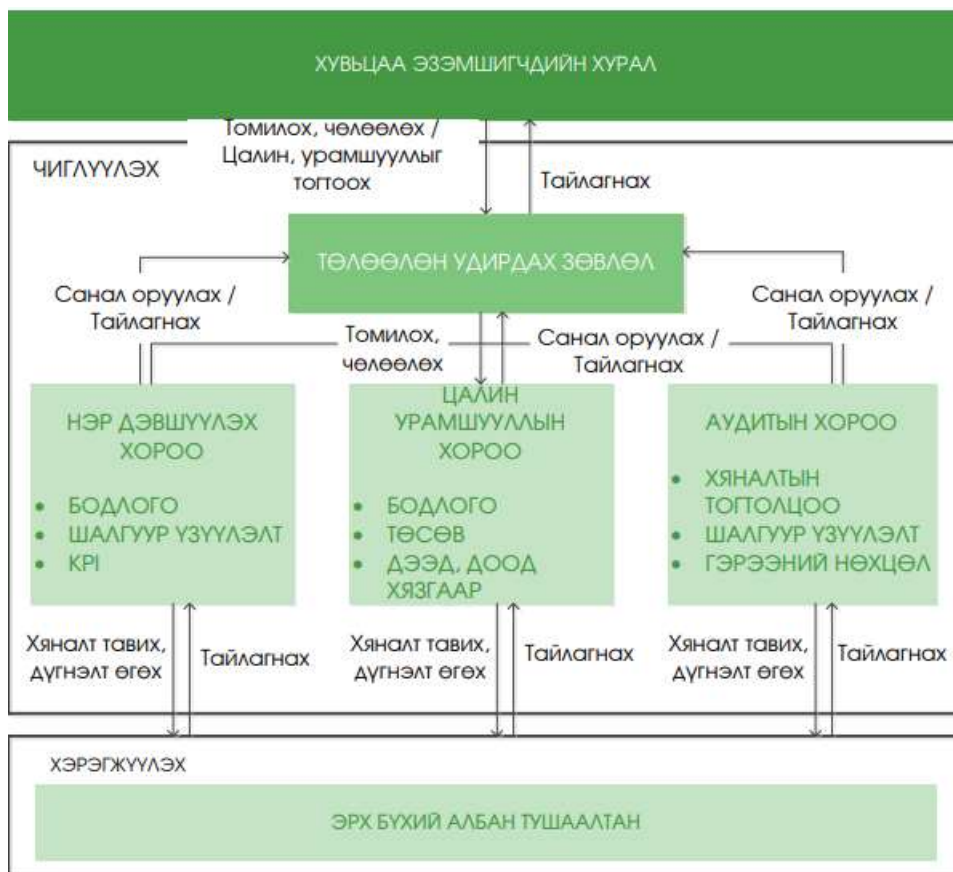 ХУВЬЦАА ЭЗЭМШИГЧДИЙН ХУРАЛ
Томилох, чөлөөлөх /
Цалин, урамшууллыг
тогтоох
Тайлагнах
ЧИГЛҮҮЛЭХ
ТӨЛӨӨЛӨН УДИРДАХ ЗӨВЛӨЛ
Санал оруулах /
Тайлагнах
Томилох,
чөлөөлөх
Санал оруулах /
Тайлагнах
Санал оруулах /
Тайлагнах
НЭР ДЭВШҮҮЛЭХ
ХОРОО
• БОДЛОГО
• ШАЛГУУР ҮЗҮҮЛЭЛТ
• KPI
ЦАЛИН
УРАМШУУЛЛЫН
ХОРОО
• БОДЛОГО
• ТӨСӨВ
• ДЭЭД, ДООД
ХЯЗГААР
АУДИТЫН ХОРОО
• ХЯНАЛТЫН
ТОГТОЛЦОО
• ШАЛГУУР ҮЗҮҮЛЭЛТ
• ГЭРЭЭНИЙ НӨХЦӨЛ
Хяналт тавих,
дүгнэлт өгөх
Тайлагнах
Хяналт тавих,
дүгнэлт өгөх
Тайлагнах
Хяналт тавих,
дүгнэлт өгөх
Тайлагнах
ХЭРЭГЖҮҮЛЭХ
ЭРХ БҮХИЙ АЛБАН ТУШААЛТАН